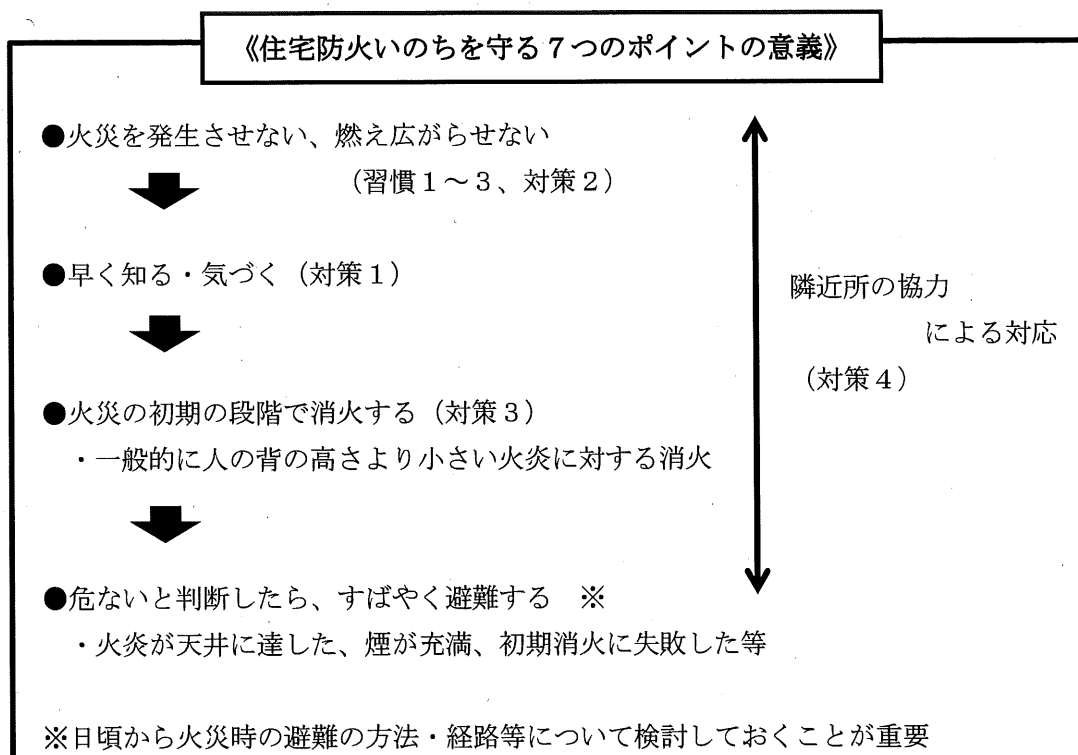 《住宅防火いのちを守る７つのポイントの意義》
●火災を発生させない、燃え広がらせない
（習慣１～３、対策２）
●早く知る・気づく（対策１）
●火災の初期の段階で消火する（対策３）
・一般的に人の背の高さより小さい火炎に対する消火
●危ないと判断したら、すばやく避難する　※
・火炎が天井に達した、煙が充満、初期消火に失敗した等
隣近所の協力
による対応
（対策４）
※日頃から火災時の避難の方法・経路等について検討しておくことが重要